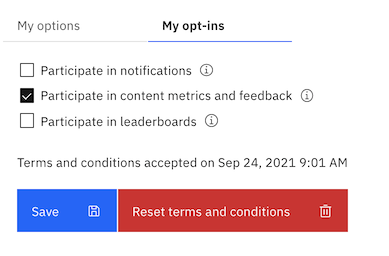 My options
My opt-ins
Participate in notifications
Participate in content metrics and feedback
Participate in leaderboards
Terms and conditions accepted on Sep 24, 2021 9:01 AM
Save
Reset terms and conditions